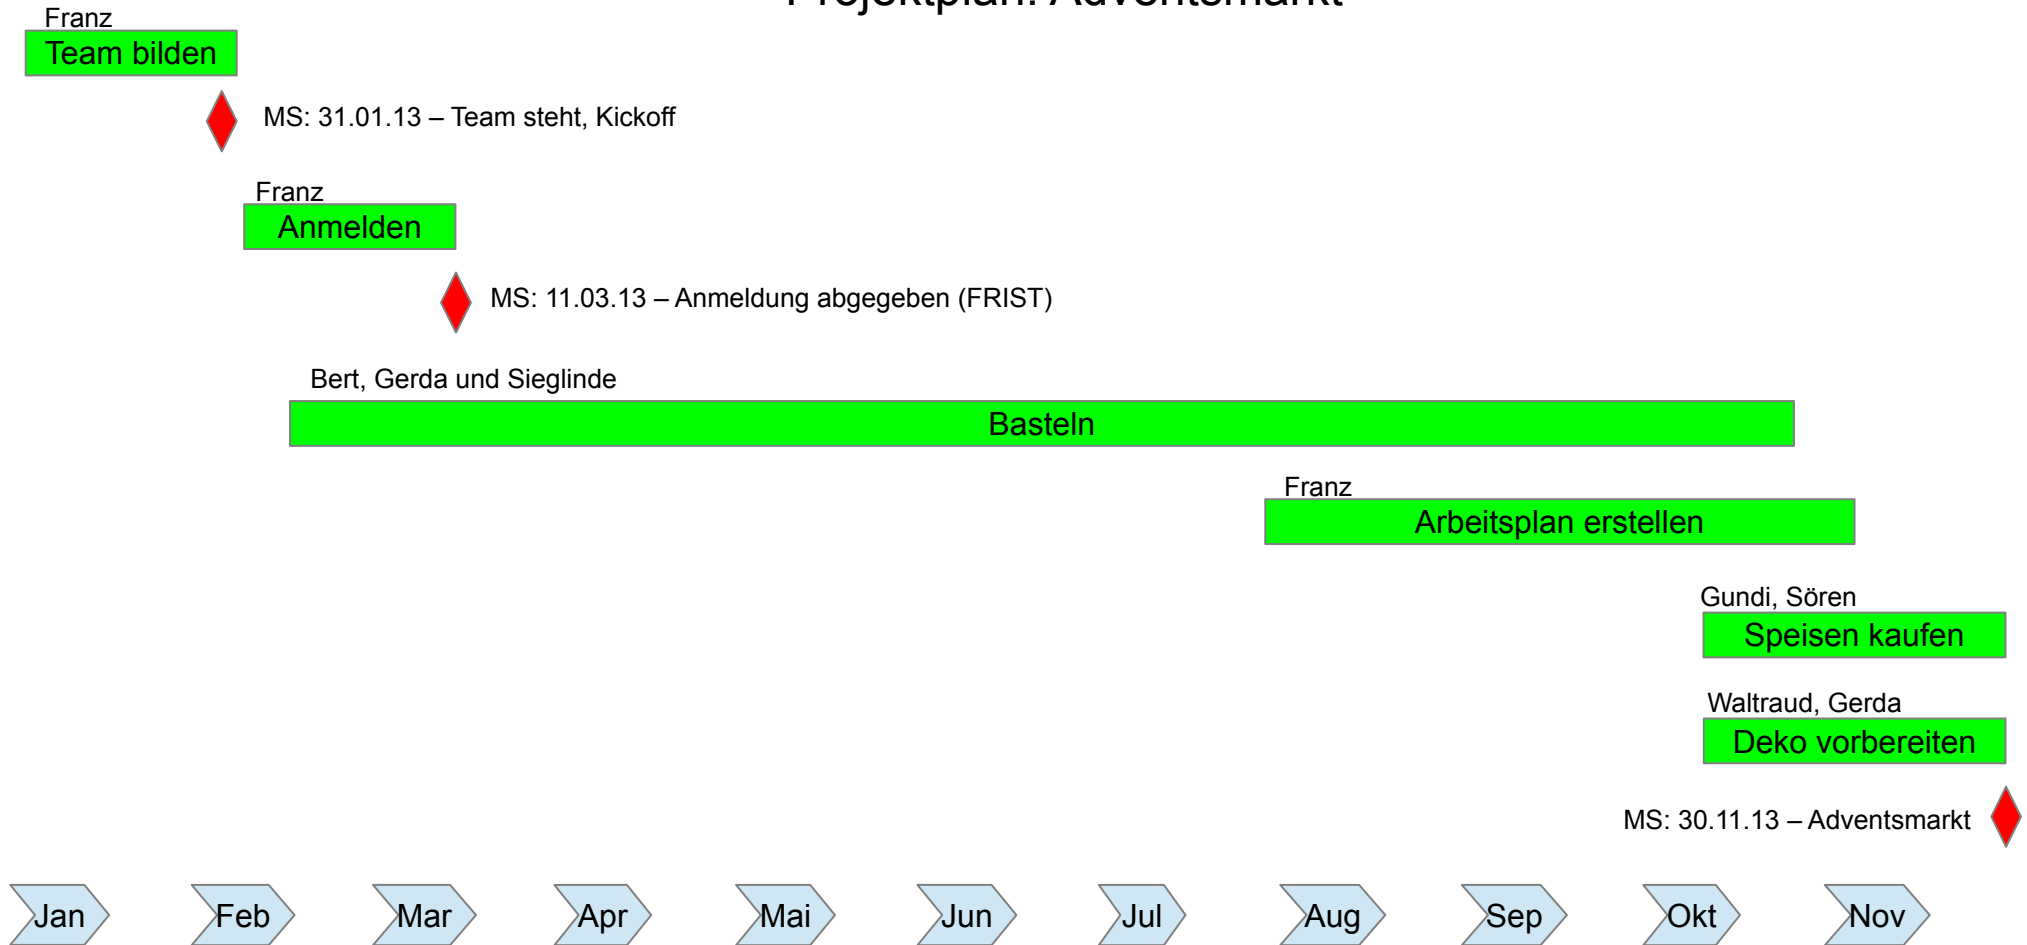 Projektplan: Adventsmarkt
Franz
Team bilden
MS: 31.01.13 – Team steht, Kickoff
Franz
Anmelden
MS: 11.03.13 – Anmeldung abgegeben (FRIST)
Bert, Gerda und Sieglinde
Basteln
Franz
Arbeitsplan erstellen
Gundi, Sören
Speisen kaufen
Waltraud, Gerda
Deko vorbereiten
MS: 30.11.13 – Adventsmarkt
Jan Feb Mar Apr Mai Jun Jul Aug Sep Okt Nov